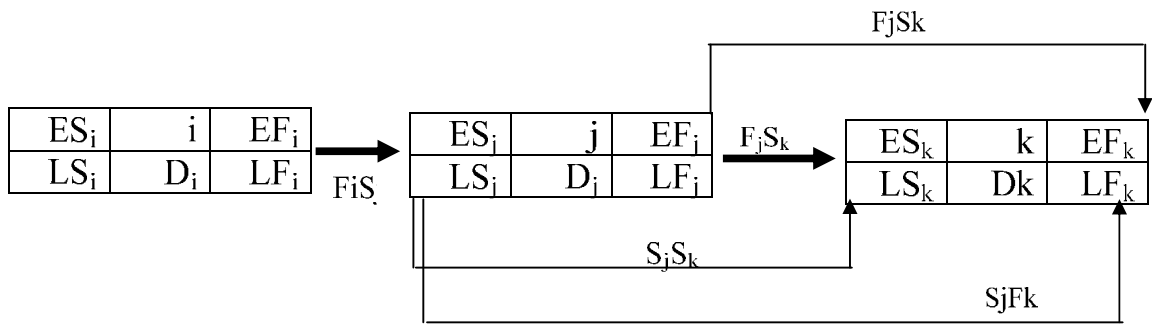 FjSk
ESi i EFi
LSi Di LFi
FiSj
ESj j EFj
LSj Dj LFj
FjSk
ESk k EFk
LSk Dk LFk
SjSk
SjFk